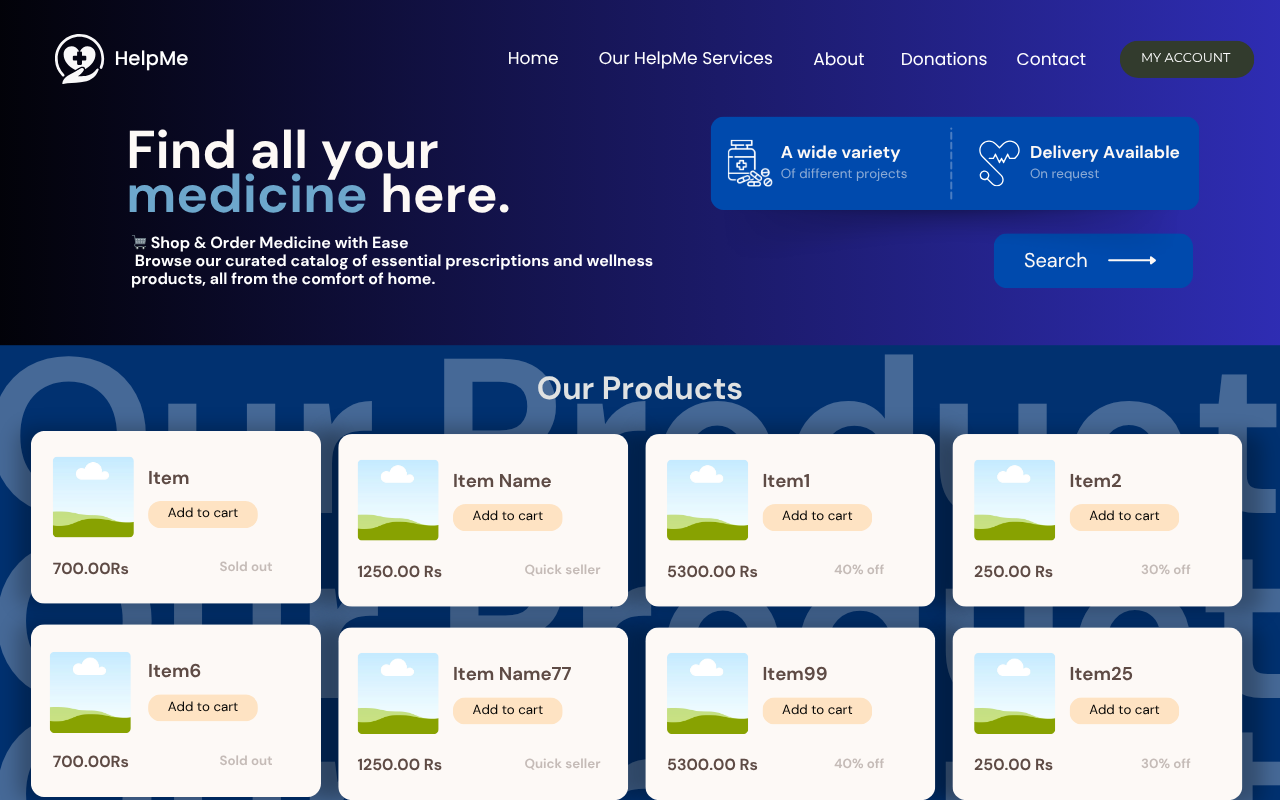 HelpMe
Home
Our HelpMe Services
About
Donations
Contact
MY ACCOUNT
Find all your
medicine here.
🛒 Shop & Order Medicine with Ease
Browse our curated catalog of essential prescriptions and wellness
products, all from the comfort of home.
A wide variety
Of different projects
Delivery Available
On request
Search
Our Products
Our Product
Item
Add to cart
700.00Rs
Sold out
Item Name
Add to cart
1250.00 Rs
Quick seller
Item1
Add to cart
5300.00 Rs
40% off
Item2
Add to cart
250.00 Rs
30% off
Our Product
Item6
Add to cart
700.00Rs
Sold out
Item Name77
Add to cart
1250.00 Rs
Quick seller
Item99
Add to cart
5300.00 Rs
40% off
Item25
Add to cart
250.00 Rs
30% off